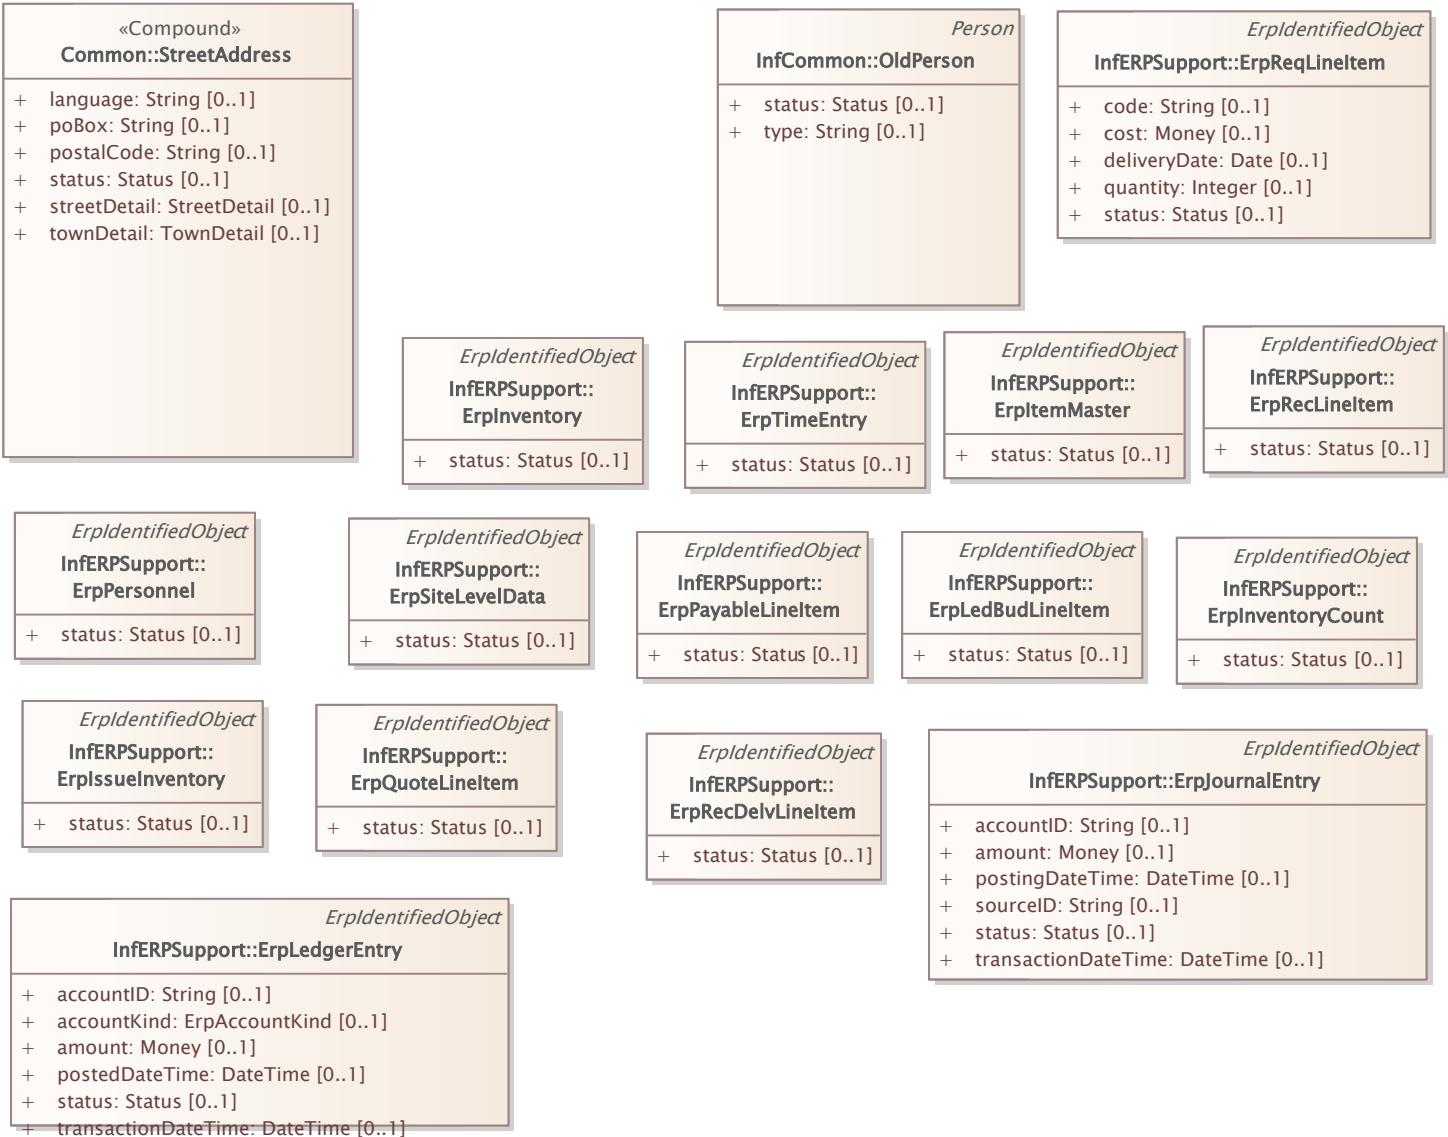 «Compound»
Common::StreetAddress
+ language: String [0..1]
+ poBox: String [0..1]
+ postalCode: String [0..1]
+ status: Status [0..1]
+ streetDetail: StreetDetail [0..1]
+ townDetail: TownDetail [0..1]
Person
InfCommon::OldPerson
+ status: Status [0..1]
+ type: String [0..1]
ErpIdentifiedObject
InfERPSupport::ErpReqLineItem
+ code: String [0..1]
+ cost: Money [0..1]
+ deliveryDate: Date [0..1]
+ quantity: Integer [0..1]
+ status: Status [0..1]
ErpIdentifiedObject
InfERPSupport::
ErpInventory
+ status: Status [0..1]
ErpIdentifiedObject
InfERPSupport::
ErpTimeEntry
+ status: Status [0..1]
ErpIdentifiedObject
InfERPSupport::
ErpItemMaster
+ status: Status [0..1]
ErpIdentifiedObject
InfERPSupport::
ErpRecLineItem
+ status: Status [0..1]
ErpIdentifiedObject
InfERPSupport::
ErpPersonnel
+ status: Status [0..1]
ErpIdentifiedObject
InfERPSupport::
ErpSiteLevelData
+ status: Status [0..1]
ErpIdentifiedObject
InfERPSupport::
ErpPayableLineItem
+ status: Status [0..1]
ErpIdentifiedObject
InfERPSupport::
ErpLedBudLineItem
+ status: Status [0..1]
ErpIdentifiedObject
InfERPSupport::
ErpInventoryCount
+ status: Status [0..1]
ErpIdentifiedObject
InfERPSupport::
ErpIssueInventory
+ status: Status [0..1]
ErpIdentifiedObject
InfERPSupport::
ErpQuoteLineItem
+ status: Status [0..1]
ErpIdentifiedObject
InfERPSupport::
ErpRecDelvLineItem
+ status: Status [0..1]
ErpIdentifiedObject
InfERPSupport::ErpJournalEntry
+ accountID: String [0..1]
+ amount: Money [0..1]
+ postingDateTime: DateTime [0..1]
+ sourceID: String [0..1]
+ status: Status [0..1]
+ transactionDateTime: DateTime [0..1]
ErpIdentifiedObject
InfERPSupport::ErpLedgerEntry
+ accountID: String [0..1]
+ accountKind: ErpAccountKind [0..1]
+ amount: Money [0..1]
+ postedDateTime: DateTime [0..1]
+ status: Status [0..1]
+ transactionDateTime: DateTime [0..1]